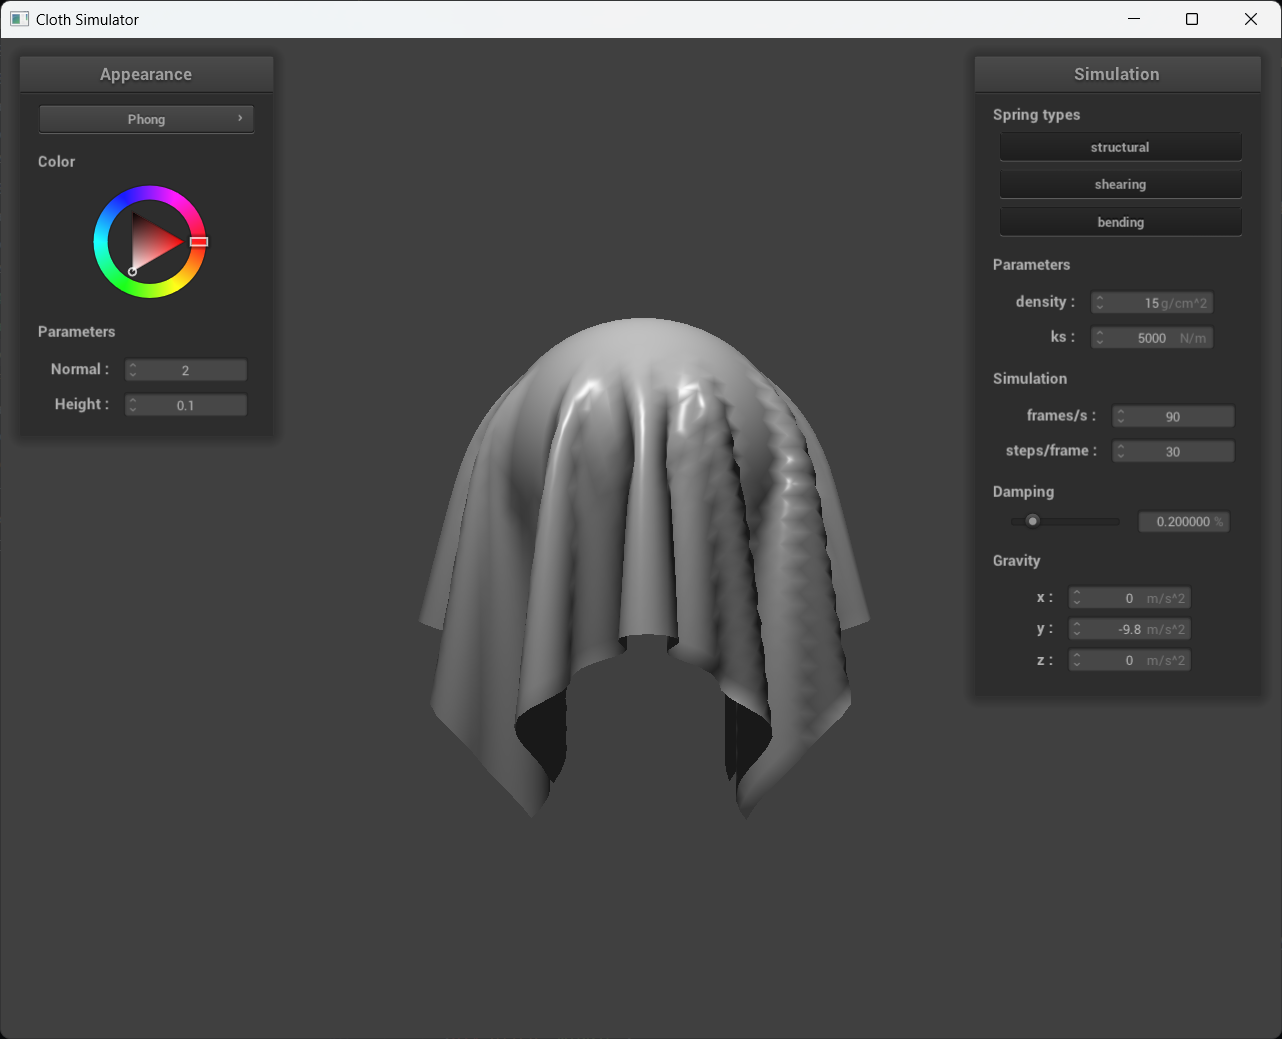 Cloth Simulator
Appearance
Phong
Color
Parameters
Normal : 2
Height : 0.1
Simulation
Spring types
structural
shearing
bending
Parameters
density : 15 g/cm^2
ks : 5000 N/m
Simulation
frames/s : 90
steps/frame : 30
Damping
0.200000 %
Gravity
x : 0 m/s^2
y : -9.8 m/s^2
z : 0 m/s^2